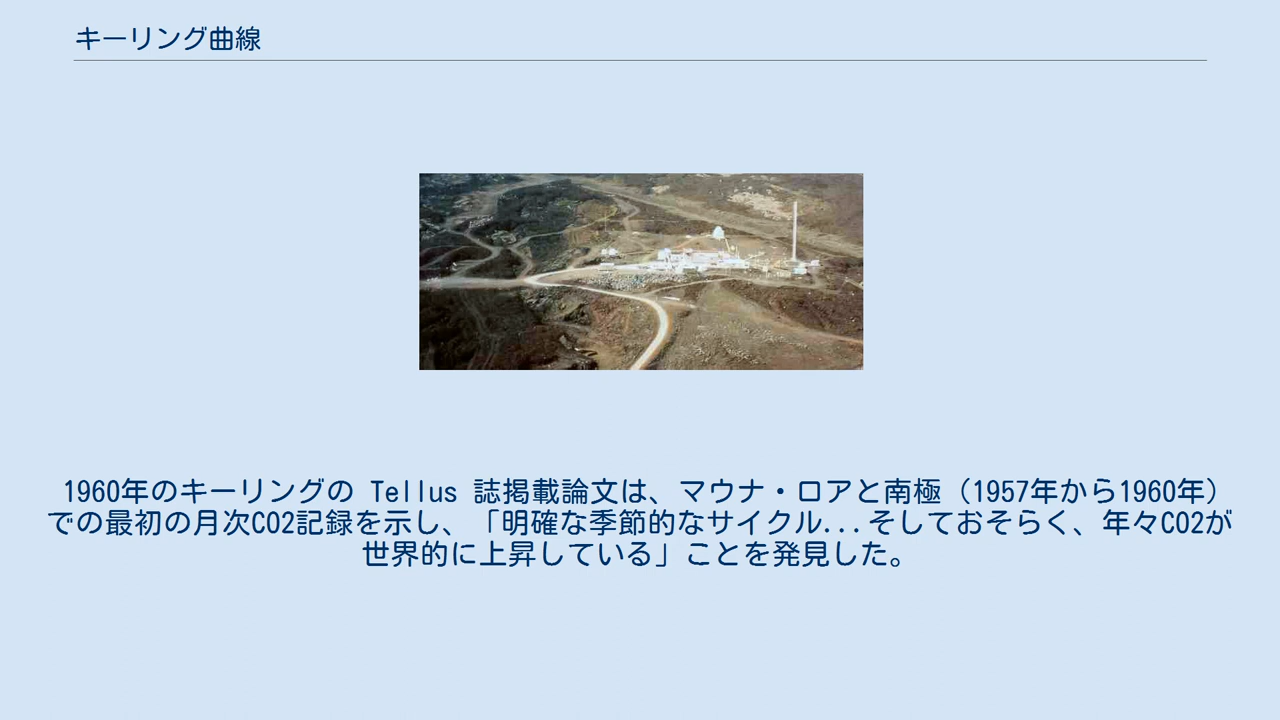 キーリング曲線
1960年のキーリングの Tellus 誌掲載論文は、マウナ・ロアと南極（1957年から1960年）
での最初の月次CO2記録を示し、「明確な季節的なサイクル...そしておそらく、年々CO2が
世界的に上昇している」ことを発見した。